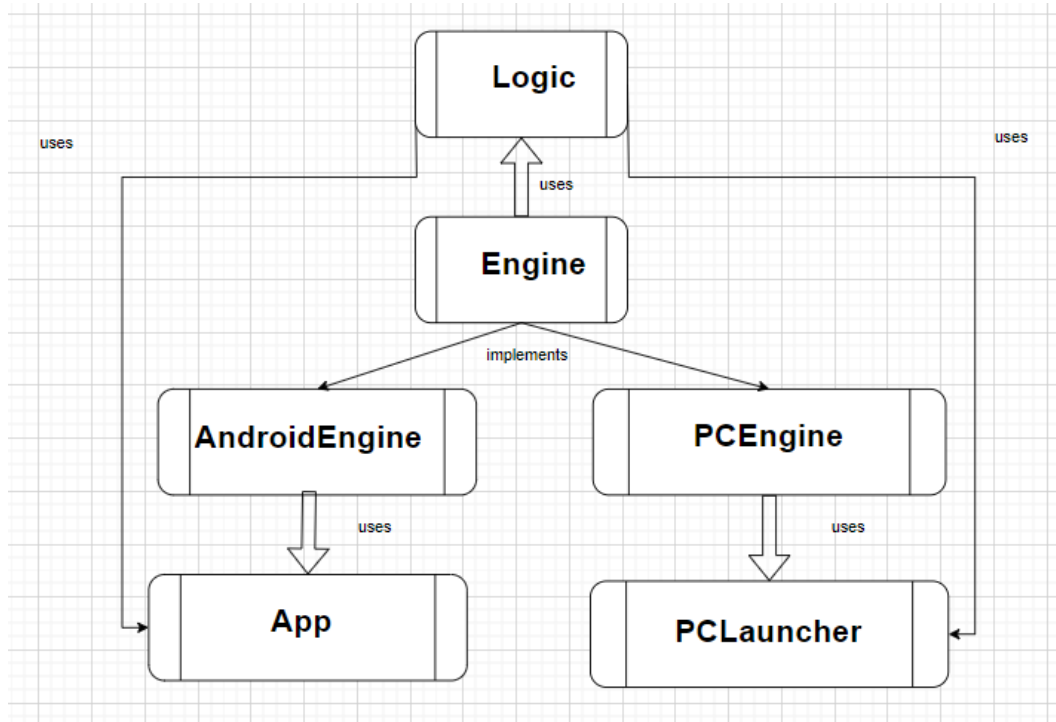 Logic
uses
uses
uses
Engine
implements
AndroidEngine
PCEngine
uses
uses
App
PCLauncher